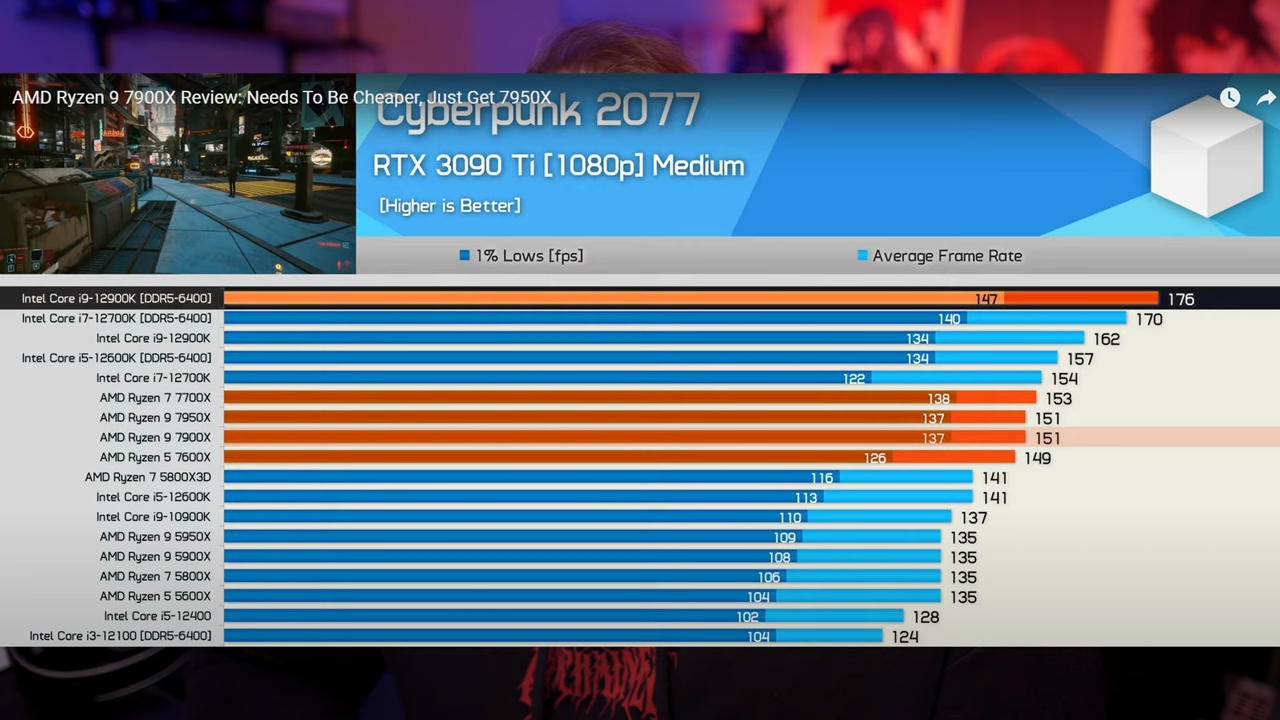 AMD Ryzen 9 7900X Review: Needs To Be Cheaper, Just Get 7950X
Cyberpunk 2077
RTX 3090 Ti [1080p] Medium
[Higher is Better]
1% Lows [fps] Average Frame Rate
Intel Core i9-12900K [DDR5-6400] 147 176
Intel Core i7-12700K [DDR5-6400] 140 170
Intel Core i9-12900K 134 162
Intel Core i5-12600K [DDR5-6400] 134 157
Intel Core i7-12700K 122 154
AMD Ryzen 7 7700X 138 153
AMD Ryzen 9 7950X 137 151
AMD Ryzen 9 7900X 137 151
AMD Ryzen 5 7600X 126 149
AMD Ryzen 7 5800X3D 116 141
Intel Core i5-12600K 113 141
Intel Core i9-10900K 110 137
AMD Ryzen 9 5950X 109 135
AMD Ryzen 9 5900X 108 135
AMD Ryzen 7 5800X 106 135
AMD Ryzen 5 5600X 104 135
Intel Core i5-12400 102 128
Intel Core i3-12100 [DDR5-6400] 104 124